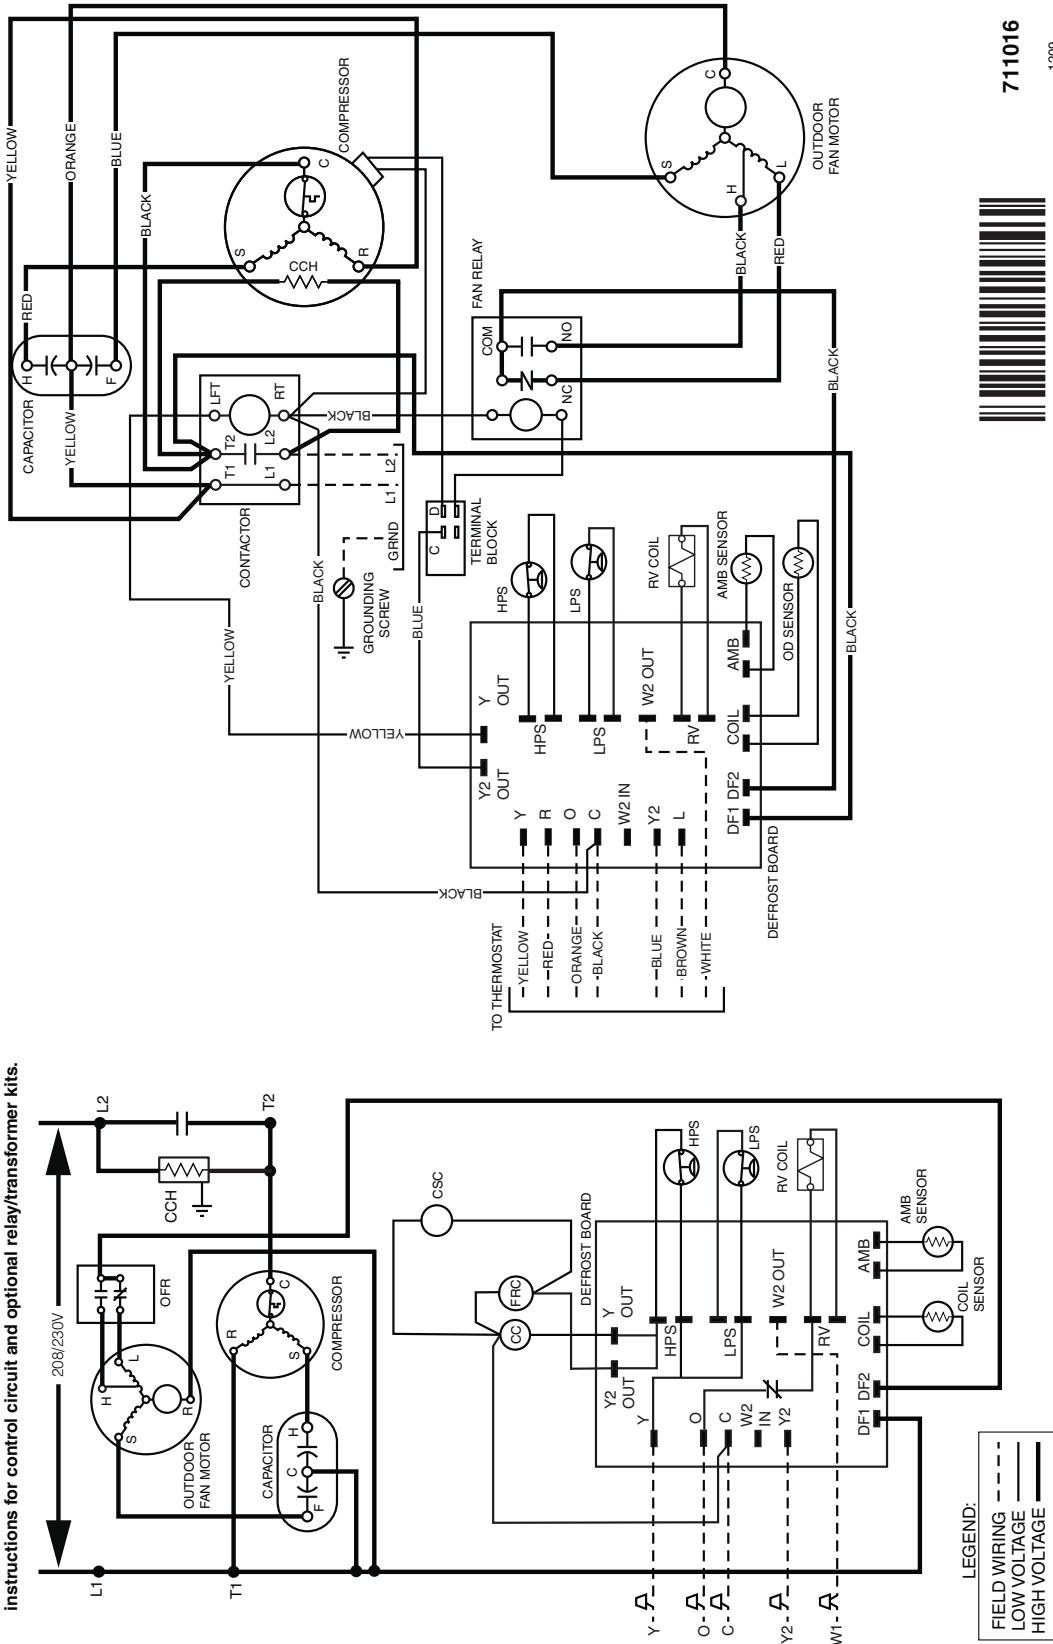 instructions for control circuit and optional relay/transformer kits.
208/230V
L1
L2
T1
T2
CCH
OFR
OUTDOOR
FAN MOTOR
H
L
S
R
COMPRESSOR
R
S
C
CAPACITOR
F
C
H
CSC
FRC
CC
DEFROST BOARD
Y2
OUT
Y
OUT
HPS
LPS
W2 OUT
RV
HPS
LPS
RV COIL
Y
O
C
W2
IN
Y2
DF1
DF2
COIL
AMB
AMB
SENSOR
COIL
SENSOR
Y
O
C
Y2
W1
LEGEND:
FIELD WIRING
LOW VOLTAGE
HIGH VOLTAGE
YELLOW
ORANGE
BLUE
BLACK
RED
CAPACITOR
H
F
YELLOW
COMPRESSOR
S
R
C
CCH
CONTACTOR
LFT
RT
T2
L2
T1
L1
BLACK
FAN RELAY
COM
NO
NC
OUTDOOR
FAN MOTOR
C
S
H
L
BLACK
RED
BLACK
L2
L1
GRND
GROUNDING
SCREW
TERMINAL
BLOCK
C
D
BLACK
YELLOW
BLUE
YELLOW
BLACK
HPS
LPS
RV COIL
AMB SENSOR
OD SENSOR
BLACK
Y2
OUT
Y
OUT
HPS
LPS
W2 OUT
RV
Y
R
O
C
W2 IN
Y2
L
DF1
DF2
COIL
AMB
DEFROST BOARD
TO THERMOSTAT
YELLOW
RED
ORANGE
BLACK
BLUE
BROWN
WHITE
711016